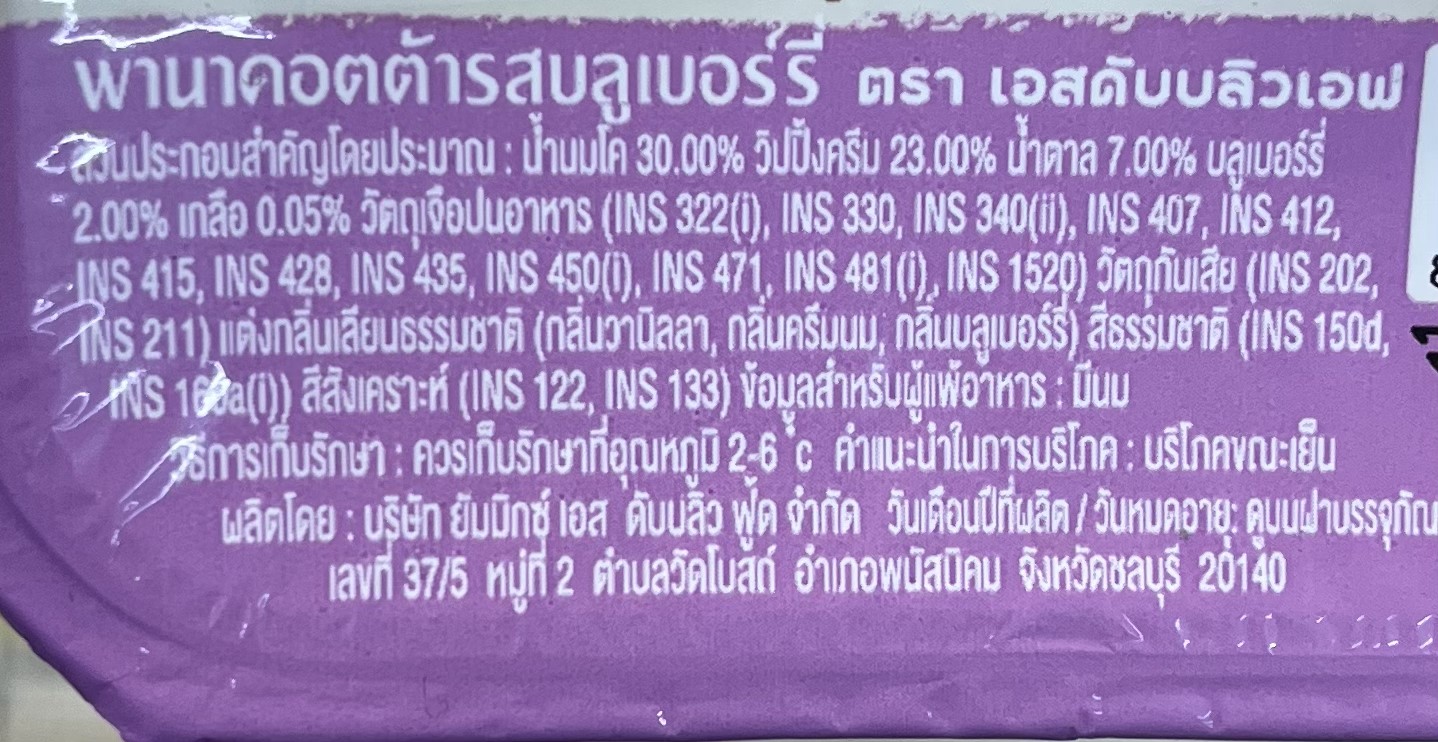 พานาคอตต้ารสบลูเบอร์รี่ ตรา เอสดับบลิวเอฟ
ส่วนประกอบสำคัญโดยประมาณ : น้ำนมโค 30.00% วิปปิ้งครีม 23.00% น้ำตาล 7.00% บลูเบอร์รี่
2.00% เกลือ 0.05% วัตถุเจือปนอาหาร (INS 322(i), INS 330, INS 340(ii), INS 407, INS 412,
INS 415, INS 428, INS 435, INS 450(i), INS 471, INS 481(i), INS 1520) วัตถุกันเสีย (INS 202,
INS 211) แต่งกลิ่นเลียนธรรมชาติ (กลิ่นวานิลลา, กลิ่นครีมนม, กลิ่นบลูเบอร์รี่) สีธรรมชาติ (INS 150d,
INS 160a(i)) สีสังเคราะห์ (INS 122, INS 133) ข้อมูลสำหรับผู้แพ้อาหาร : มีนม
วิธีการเก็บรักษา : ควรเก็บรักษาที่อุณหภูมิ 2-6 °c คำแนะนำในการบริโภค : บริโภคขณะเย็น
ผลิตโดย : บริษัท ยัมมิกซ์ เอส ดับบลิว ฟู้ด จำกัด วันเดือนปีที่ผลิต / วันหมดอายุ: ดูบนฝาบรรจุภัณ
เลขที่ 37/5 หมู่ที่ 2 ตำบลวัดโบสถ์ อำเภอพนัสนิคม จังหวัดชลบุรี 20140